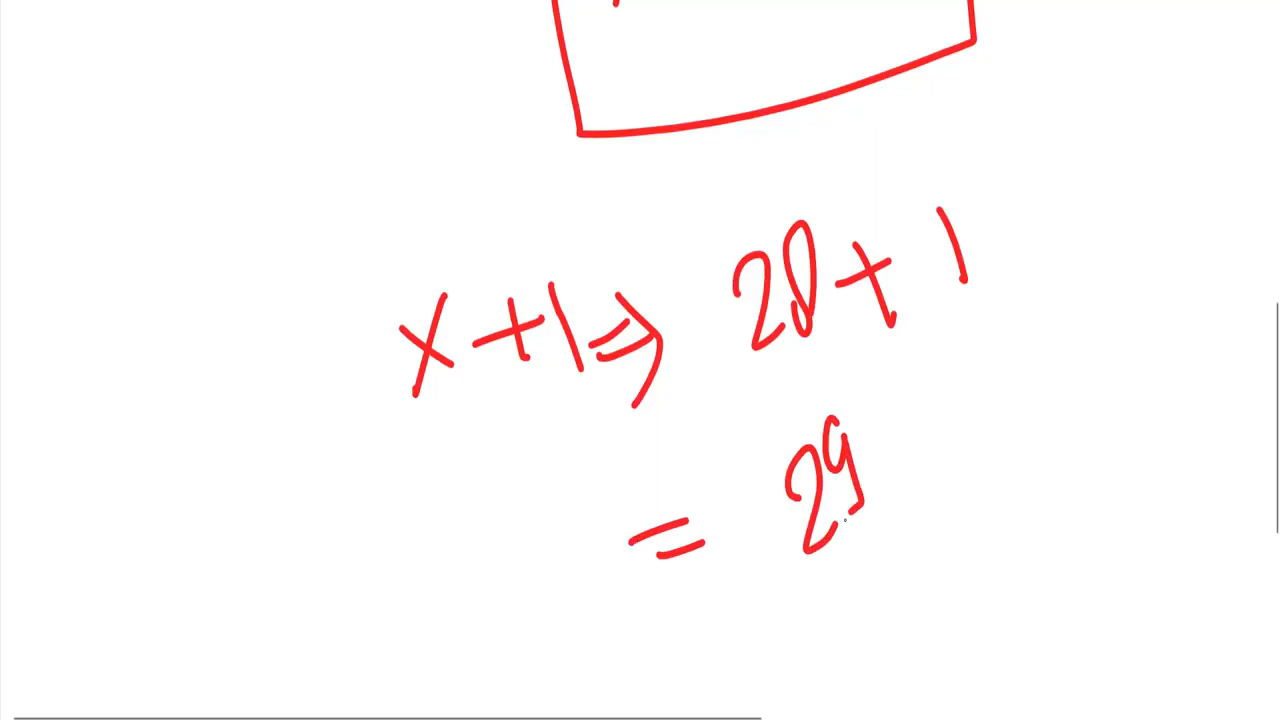 x + 1 ⇒ 28 + 1
= 29